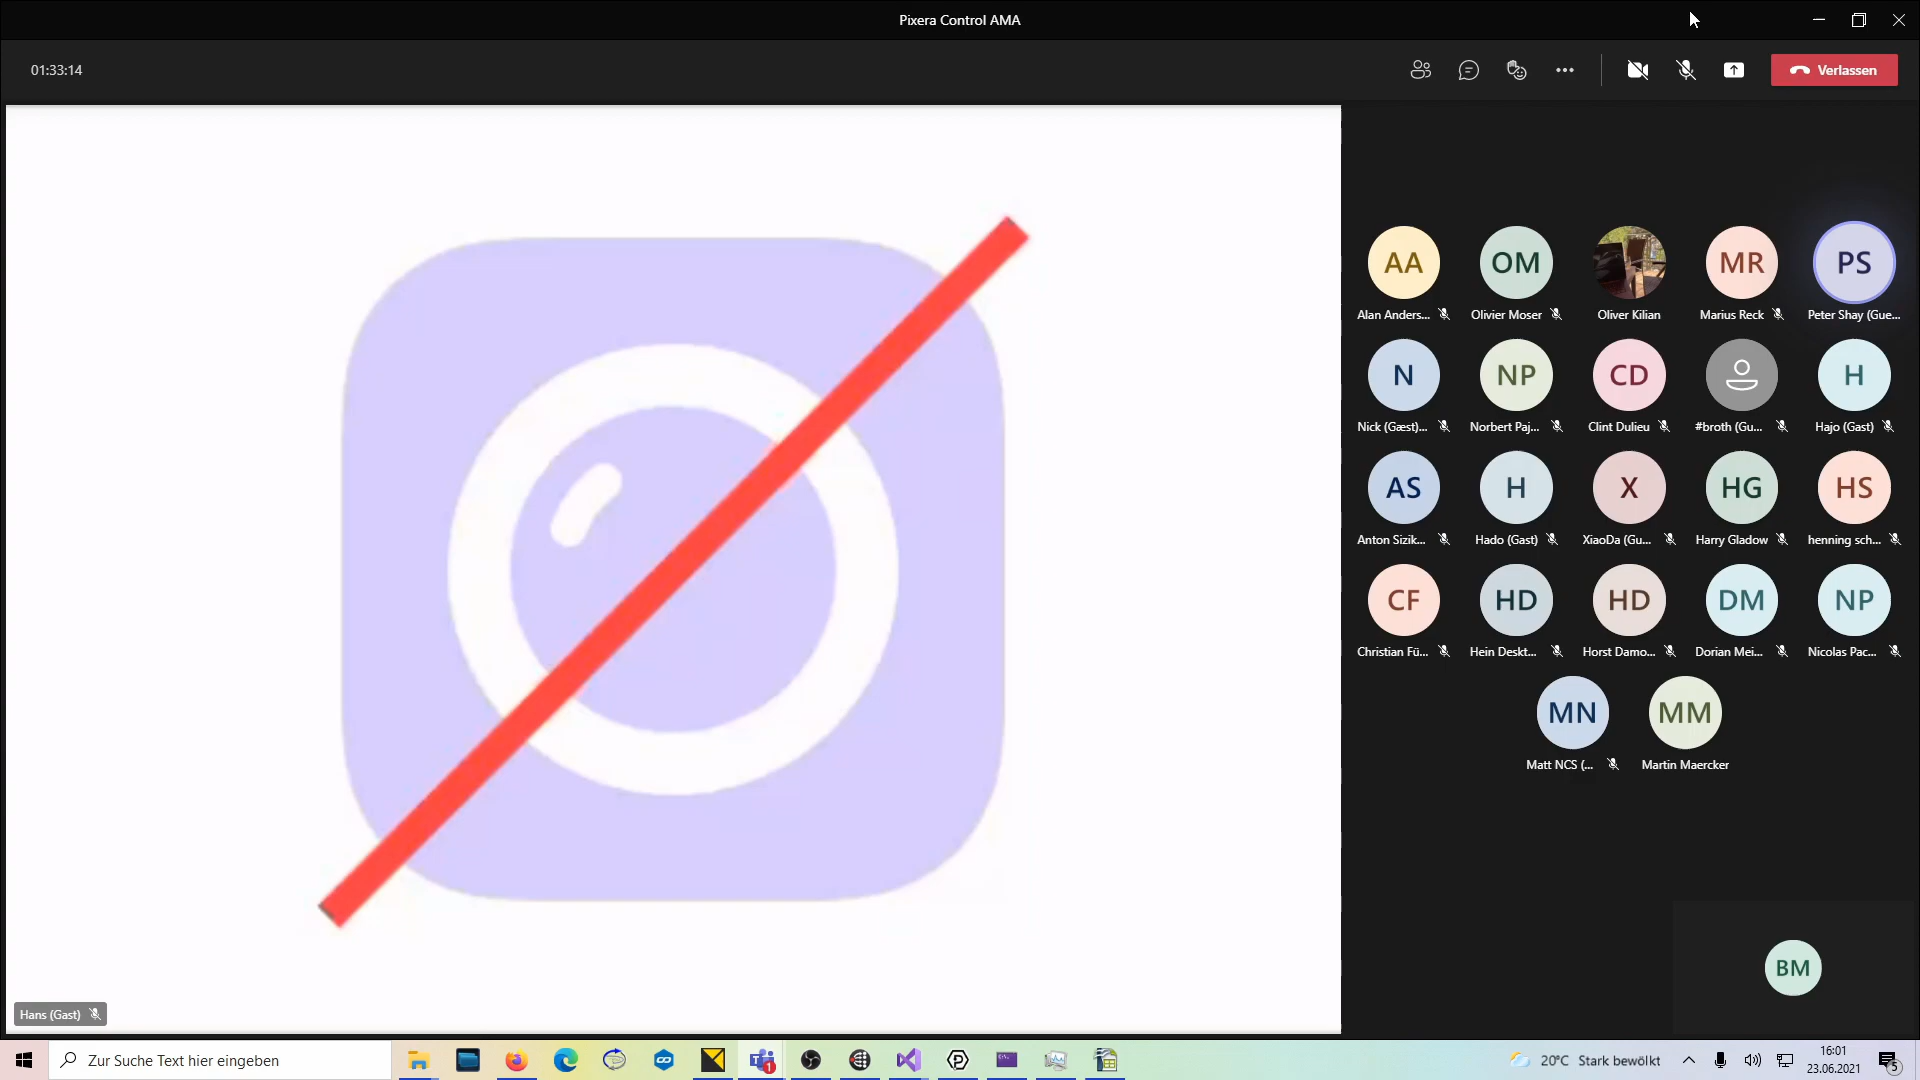 Pixera Control AMA
01:33:14
Verlassen
AA
OM
MR
PS
Alan Anders...
Olivier Moser
Oliver Kilian
Marius Reck
Peter Shay (Gue...
N
NP
CD
H
Nick (Gæst)...
Norbert Paj...
Clint Dulieu
#broth (Gu...
Hajo (Gast)
AS
H
X
HG
HS
Anton Sizik...
Hado (Gast)
XiaoDa (Gu...
Harry Gladow
henning sch...
CF
HD
HD
DM
NP
Christian Fü...
Hein Deskt...
Horst Damo...
Dorian Mei...
Nicolas Pac...
MN
MM
Matt NCS (...
Martin Maercker
BM
Hans (Gast)
Zur Suche Text hier eingeben
1
20°C Stark bewölkt
16:01
23.06.2021
5